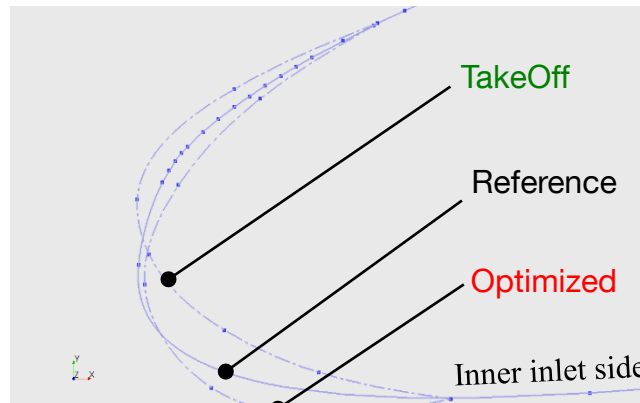 TakeOff
Reference
Optimized
Inner inlet side
Y
Z
X